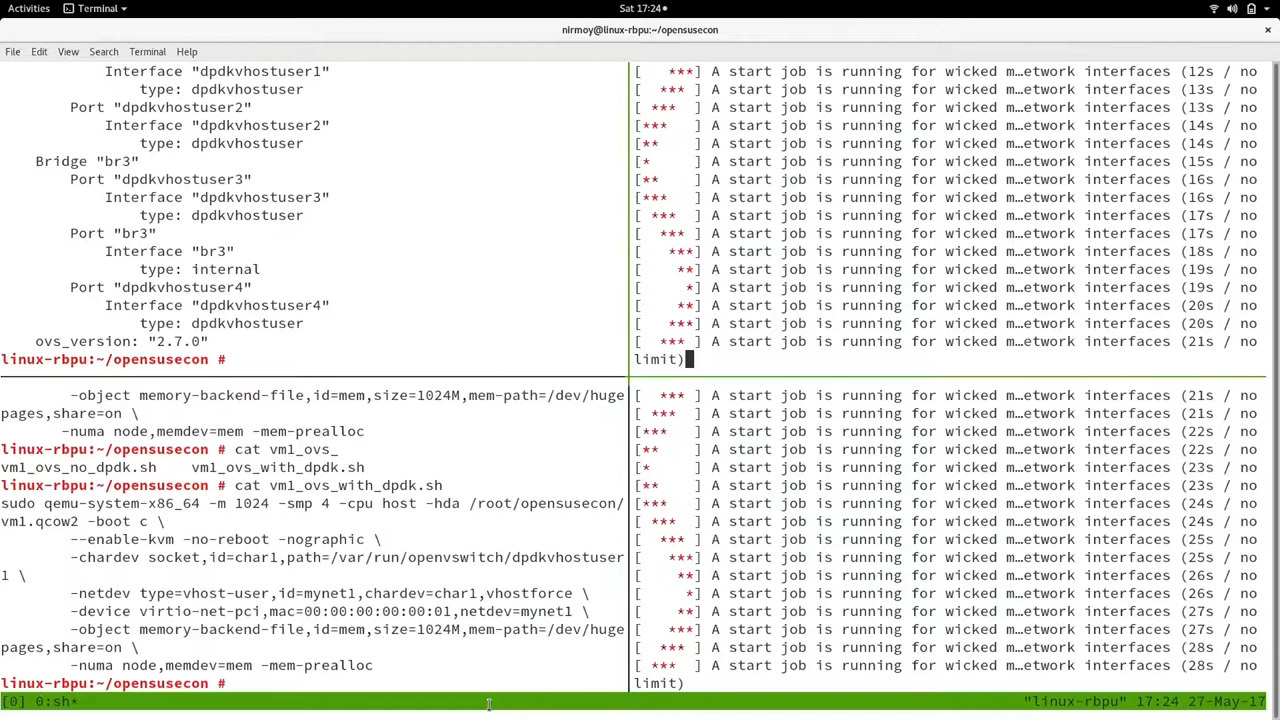 Activities Terminal Sat 17:24
nirmoy@linux-rbpu:~/opensusecon ×
File Edit View Search Terminal Help
Interface "dpdkvhostuser1"
type: dpdkvhostuser
Port "dpdkvhostuser2"
Interface "dpdkvhostuser2"
type: dpdkvhostuser
Bridge "br3"
Port "dpdkvhostuser3"
Interface "dpdkvhostuser3"
type: dpdkvhostuser
Port "br3"
Interface "br3"
type: internal
Port "dpdkvhostuser4"
Interface "dpdkvhostuser4"
type: dpdkvhostuser
ovs_version: "2.7.0"
linux-rbpu:~/opensusecon #
[   ***] A start job is running for wicked m…etwork interfaces (12s / no
[  *** ] A start job is running for wicked m…etwork interfaces (13s / no
[ ***  ] A start job is running for wicked m…etwork interfaces (13s / no
[***   ] A start job is running for wicked m…etwork interfaces (14s / no
[**    ] A start job is running for wicked m…etwork interfaces (14s / no
[*     ] A start job is running for wicked m…etwork interfaces (15s / no
[**    ] A start job is running for wicked m…etwork interfaces (16s / no
[***   ] A start job is running for wicked m…etwork interfaces (16s / no
[ ***  ] A start job is running for wicked m…etwork interfaces (17s / no
[  *** ] A start job is running for wicked m…etwork interfaces (17s / no
[   ***] A start job is running for wicked m…etwork interfaces (18s / no
[    **] A start job is running for wicked m…etwork interfaces (19s / no
[     *] A start job is running for wicked m…etwork interfaces (19s / no
[    **] A start job is running for wicked m…etwork interfaces (20s / no
[   ***] A start job is running for wicked m…etwork interfaces (20s / no
[  *** ] A start job is running for wicked m…etwork interfaces (21s / no
limit)
-object memory-backend-file,id=mem,size=1024M,mem-path=/dev/huge
pages,share=on \
-numa node,memdev=mem -mem-prealloc
linux-rbpu:~/opensusecon # cat vm1_ovs_
vm1_ovs_no_dpdk.sh    vm1_ovs_with_dpdk.sh
linux-rbpu:~/opensusecon # cat vm1_ovs_with_dpdk.sh
sudo qemu-system-x86_64 -m 1024 -smp 4 -cpu host -hda /root/opensusecon/
vm1.qcow2 -boot c \
--enable-kvm -no-reboot -nographic \
-chardev socket,id=char1,path=/var/run/openvswitch/dpdkvhostuser
1 \
-netdev type=vhost-user,id=mynet1,chardev=char1,vhostforce \
-device virtio-net-pci,mac=00:00:00:00:00:01,netdev=mynet1 \
-object memory-backend-file,id=mem,size=1024M,mem-path=/dev/huge
pages,share=on \
-numa node,memdev=mem -mem-prealloc
linux-rbpu:~/opensusecon #
[  *** ] A start job is running for wicked m…etwork interfaces (21s / no
[ ***  ] A start job is running for wicked m…etwork interfaces (21s / no
[***   ] A start job is running for wicked m…etwork interfaces (22s / no
[**    ] A start job is running for wicked m…etwork interfaces (22s / no
[*     ] A start job is running for wicked m…etwork interfaces (23s / no
[**    ] A start job is running for wicked m…etwork interfaces (23s / no
[***   ] A start job is running for wicked m…etwork interfaces (24s / no
[ ***  ] A start job is running for wicked m…etwork interfaces (24s / no
[  *** ] A start job is running for wicked m…etwork interfaces (25s / no
[   ***] A start job is running for wicked m…etwork interfaces (25s / no
[    **] A start job is running for wicked m…etwork interfaces (26s / no
[     *] A start job is running for wicked m…etwork interfaces (26s / no
[    **] A start job is running for wicked m…etwork interfaces (27s / no
[   ***] A start job is running for wicked m…etwork interfaces (27s / no
[  *** ] A start job is running for wicked m…etwork interfaces (28s / no
[ ***  ] A start job is running for wicked m…etwork interfaces (28s / no
limit)
[0] 0:sh* "linux-rbpu" 17:24 27-May-17